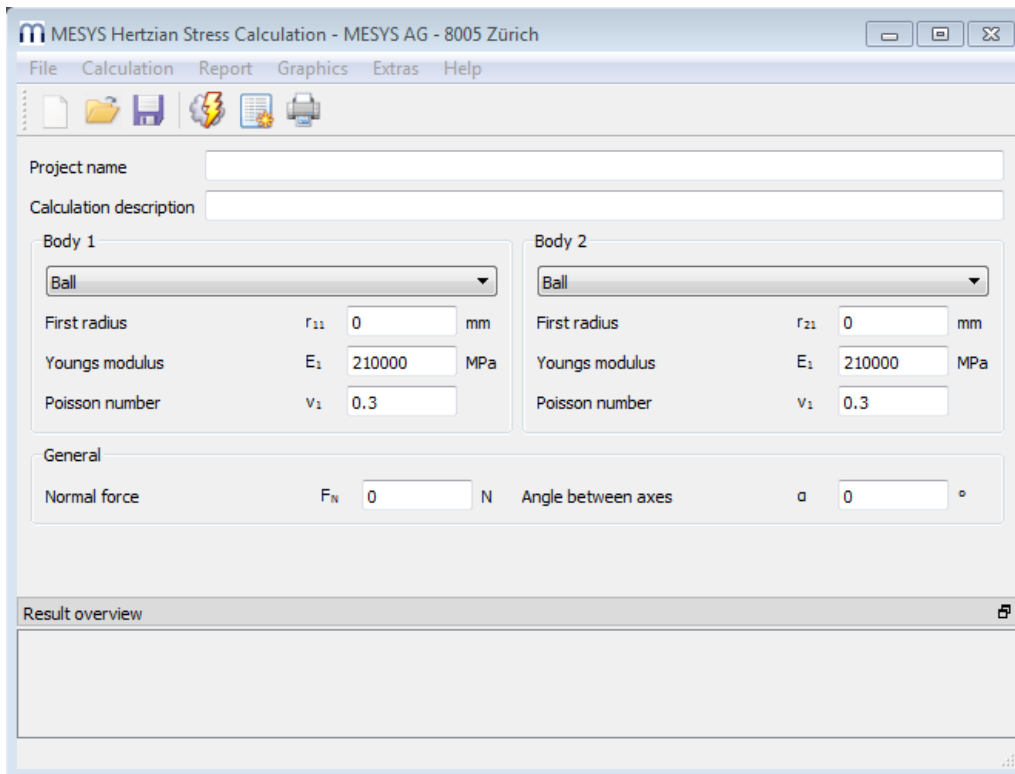 MESYS Hertzian Stress Calculation - MESYS AG - 8005 Zürich
File Calculation Report Graphics Extras Help
Project name
Calculation description
Body 1 Body 2
Ball Ball
First radius r₁₁ 0 mm First radius r₂₁ 0 mm
Youngs modulus E₁ 210000 MPa Youngs modulus E₁ 210000 MPa
Poisson number ν₁ 0.3 Poisson number ν₁ 0.3
General
Normal force Fɴ 0 N Angle between axes α 0 °
Result overview